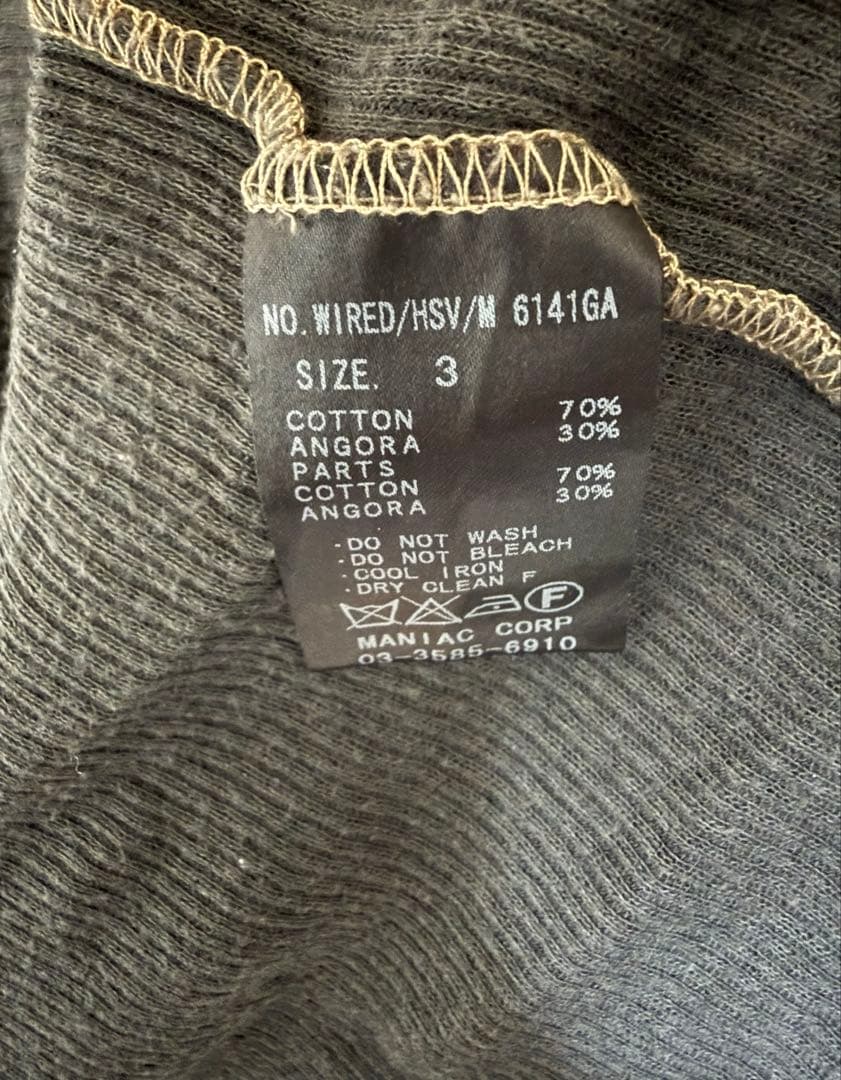 NO.WIRED/HSV/M 6141GA
SIZE. 3
COTTON 70%
ANGORA 30%
PARTS
COTTON 70%
ANGORA 30%
·DO NOT WASH
·DO NOT BLEACH
·COOL IRON
·DRY CLEAN F
F
MANIAC CORP
03-3585-6910